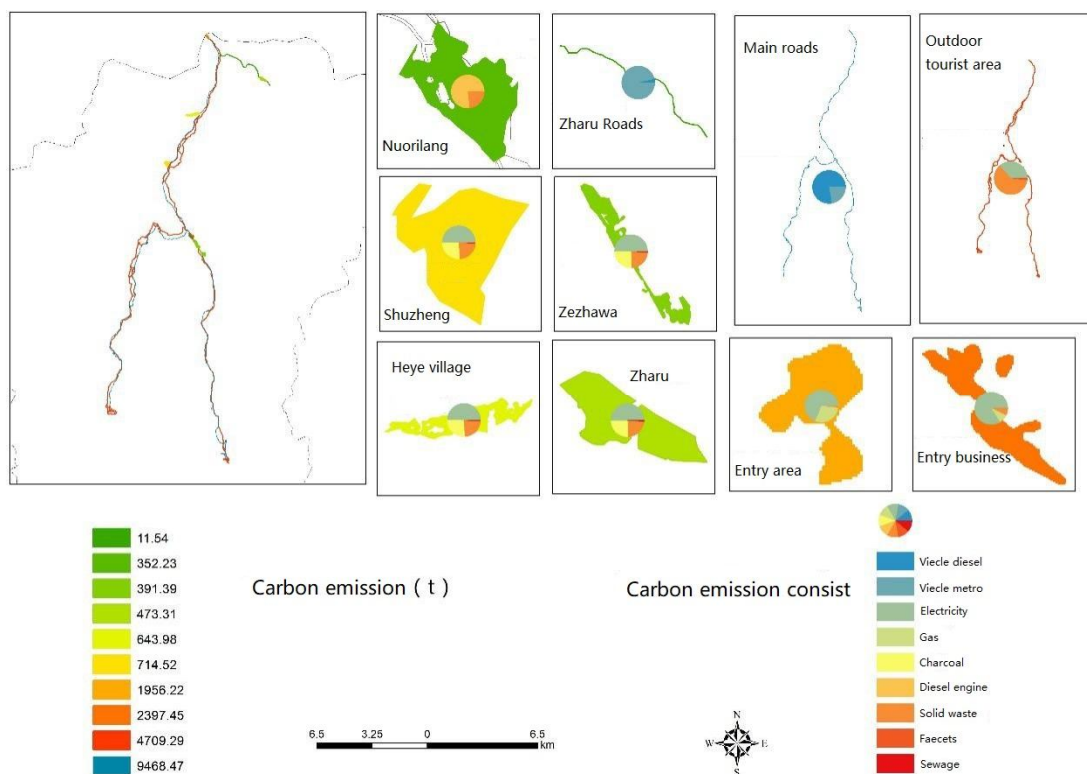 Nuorilang
Zharu Roads
Main roads
Outdoor
tourist area
Shuzheng
Zezhawa
Heye village
Zharu
Entry area
Entry business
11.54
352.23
391.39
473.31
643.98
714.52
1956.22
2397.45
4709.29
9468.47
Carbon emission ( t )
Carbon emission consist
Viecle diesel
Viecle metro
Electricity
Gas
Charcoal
Diesel engine
Solid waste
Faecets
Sewage
6.5 3.25 0 6.5
km
N
W E
S